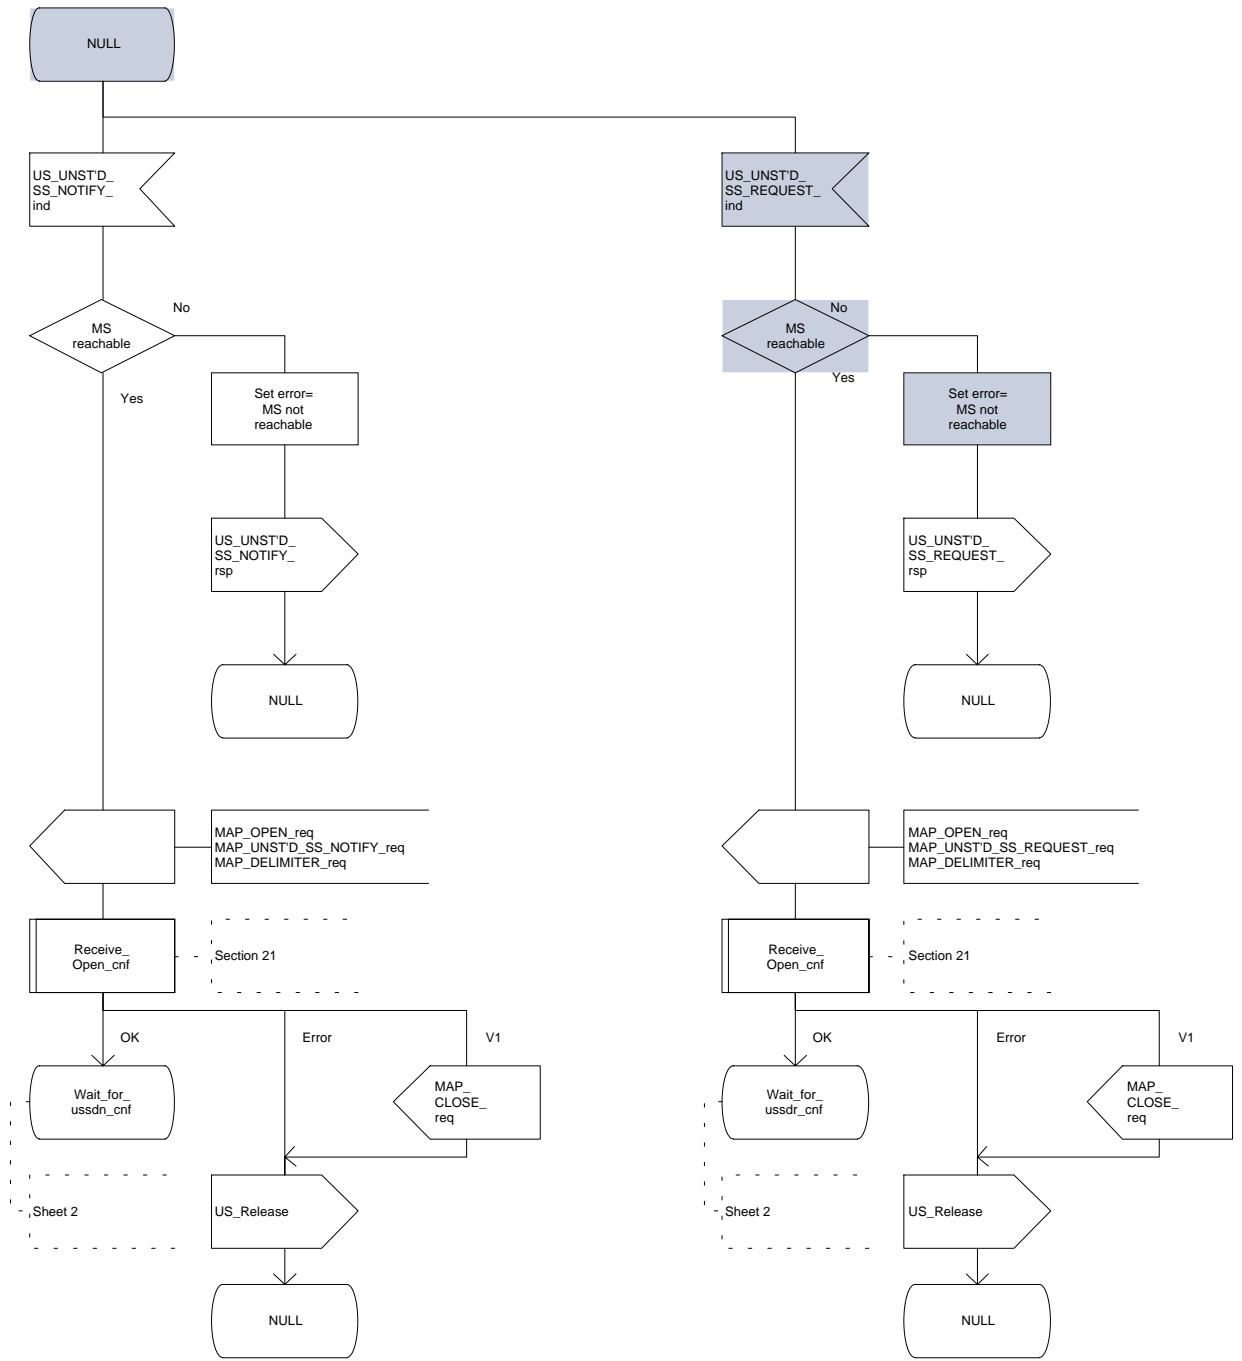 NULL
US_UNST'D_
SS_NOTIFY_
ind
US_UNST'D_
SS_REQUEST_
ind
No
MS
reachable
Yes
No
MS
reachable
Yes
Set error=
MS not
reachable
Set error=
MS not
reachable
US_UNST'D_
SS_NOTIFY_
rsp
US_UNST'D_
SS_REQUEST_
rsp
NULL
NULL
MAP_OPEN_req
MAP_UNST'D_SS_NOTIFY_req
MAP_DELIMITER_req
MAP_OPEN_req
MAP_UNST'D_SS_REQUEST_req
MAP_DELIMITER_req
Receive_
Open_cnf
Section 21
Receive_
Open_cnf
Section 21
OK
Error
V1
OK
Error
V1
Wait_for_
ussdn_cnf
MAP_
CLOSE_
req
Wait_for_
ussdr_cnf
MAP_
CLOSE_
req
Sheet 2
US_Release
Sheet 2
US_Release
NULL
NULL